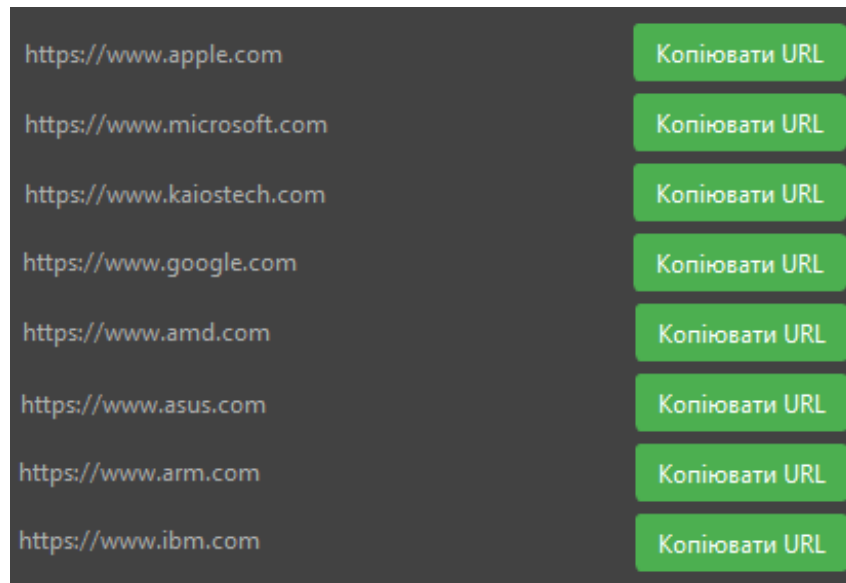 https://www.apple.com Копіювати URL
https://www.microsoft.com Копіювати URL
https://www.kaiostech.com Копіювати URL
https://www.google.com Копіювати URL
https://www.amd.com Копіювати URL
https://www.asus.com Копіювати URL
https://www.arm.com Копіювати URL
https://www.ibm.com Копіювати URL